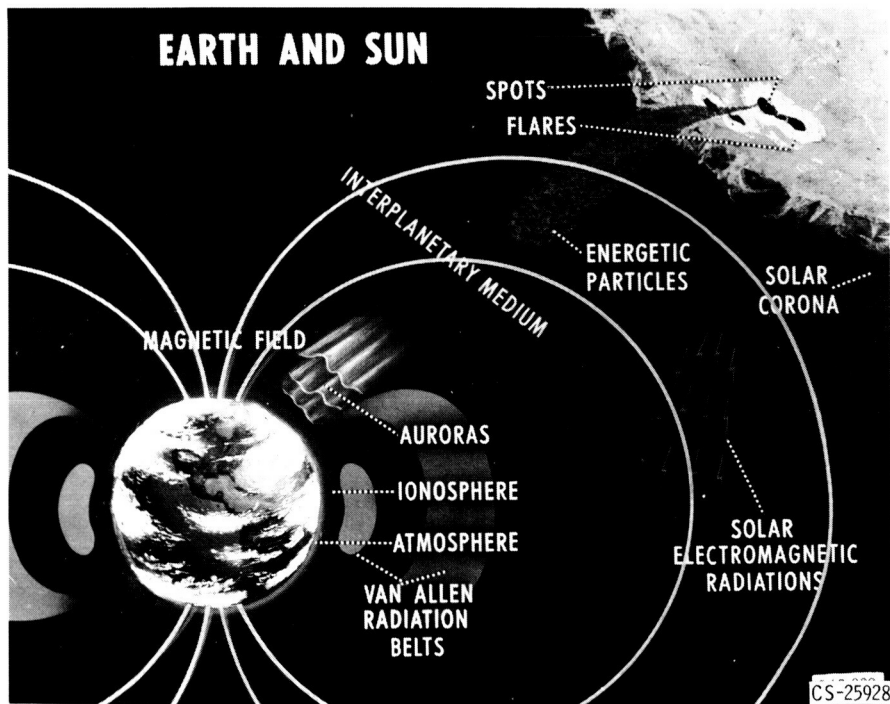 EARTH AND SUN
SPOTS
FLARES
INTERPLANETARY MEDIUM
ENERGETIC
PARTICLES
SOLAR
CORONA
MAGNETIC FIELD
AURORAS
IONOSPHERE
SOLAR
ELECTROMAGNETIC
RADIATIONS
ATMOSPHERE
VAN ALLEN
RADIATION
BELTS
CS-25928